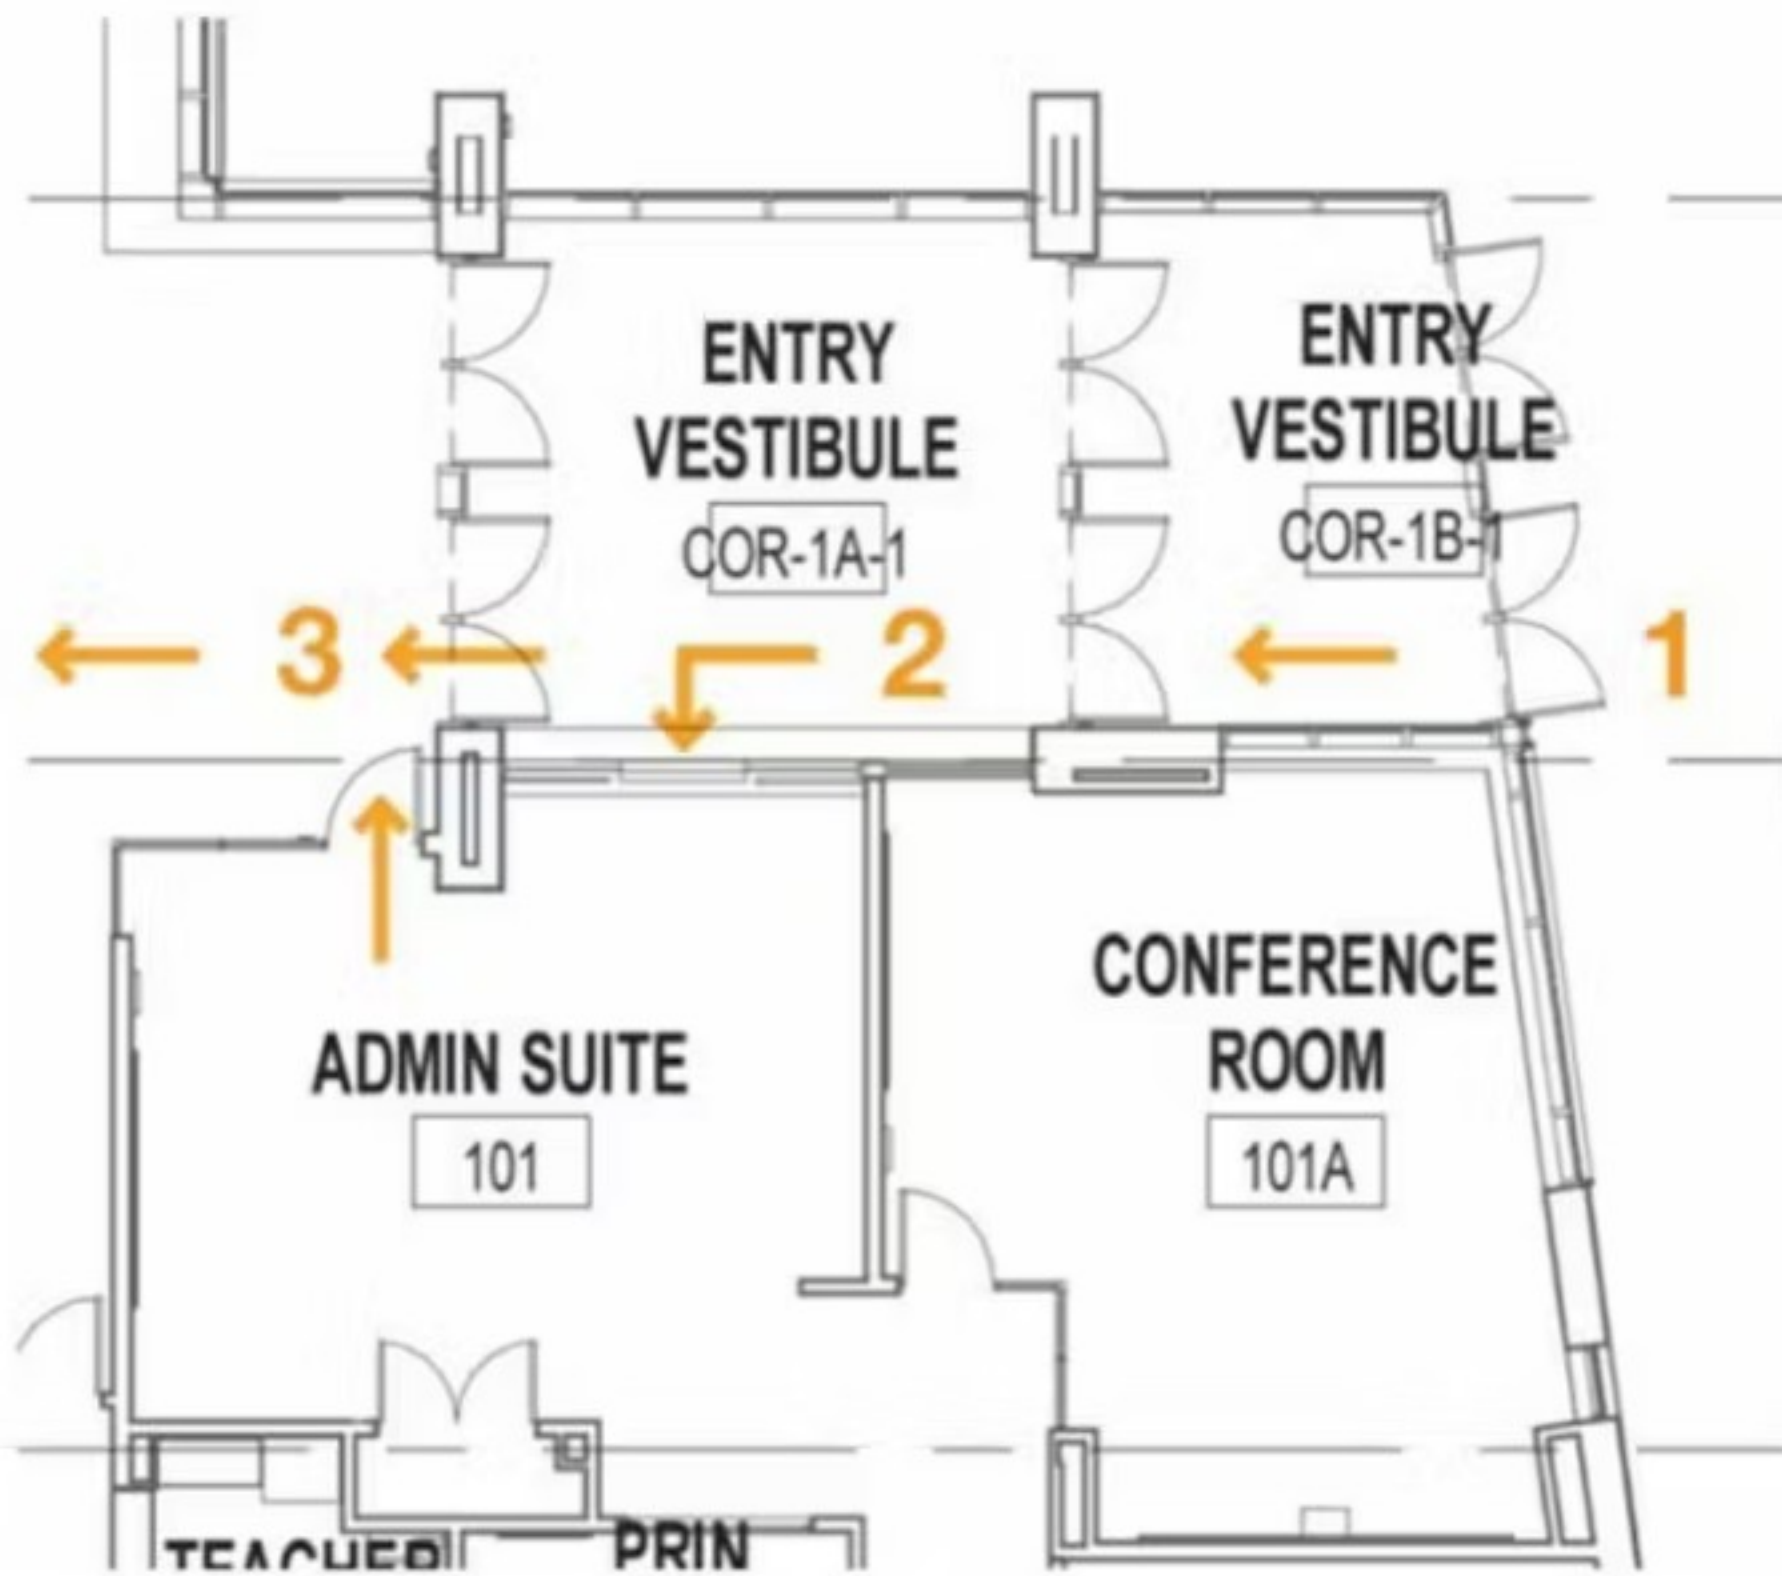 ENTRY
VESTIBULE
COR-1A-1
ENTRY
VESTIBULE
COR-1B-1
3
2
1
ADMIN SUITE
101
CONFERENCE
ROOM
101A
TEACHER
PRIN